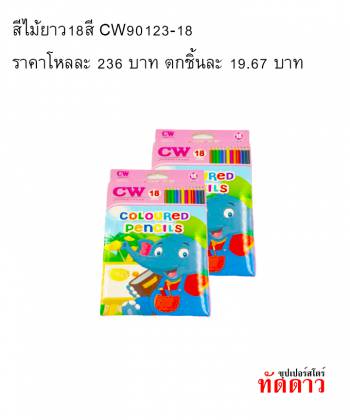 สีไม้ยาว18สี CW90123-18
ราคาโหลละ 236 บาท ตกชิ้นละ 19.67 บาท
CW
CW 18
CW
CW 18
COLOURED
PENCILS
ซุปเปอร์สโตร์
ทัดดาว